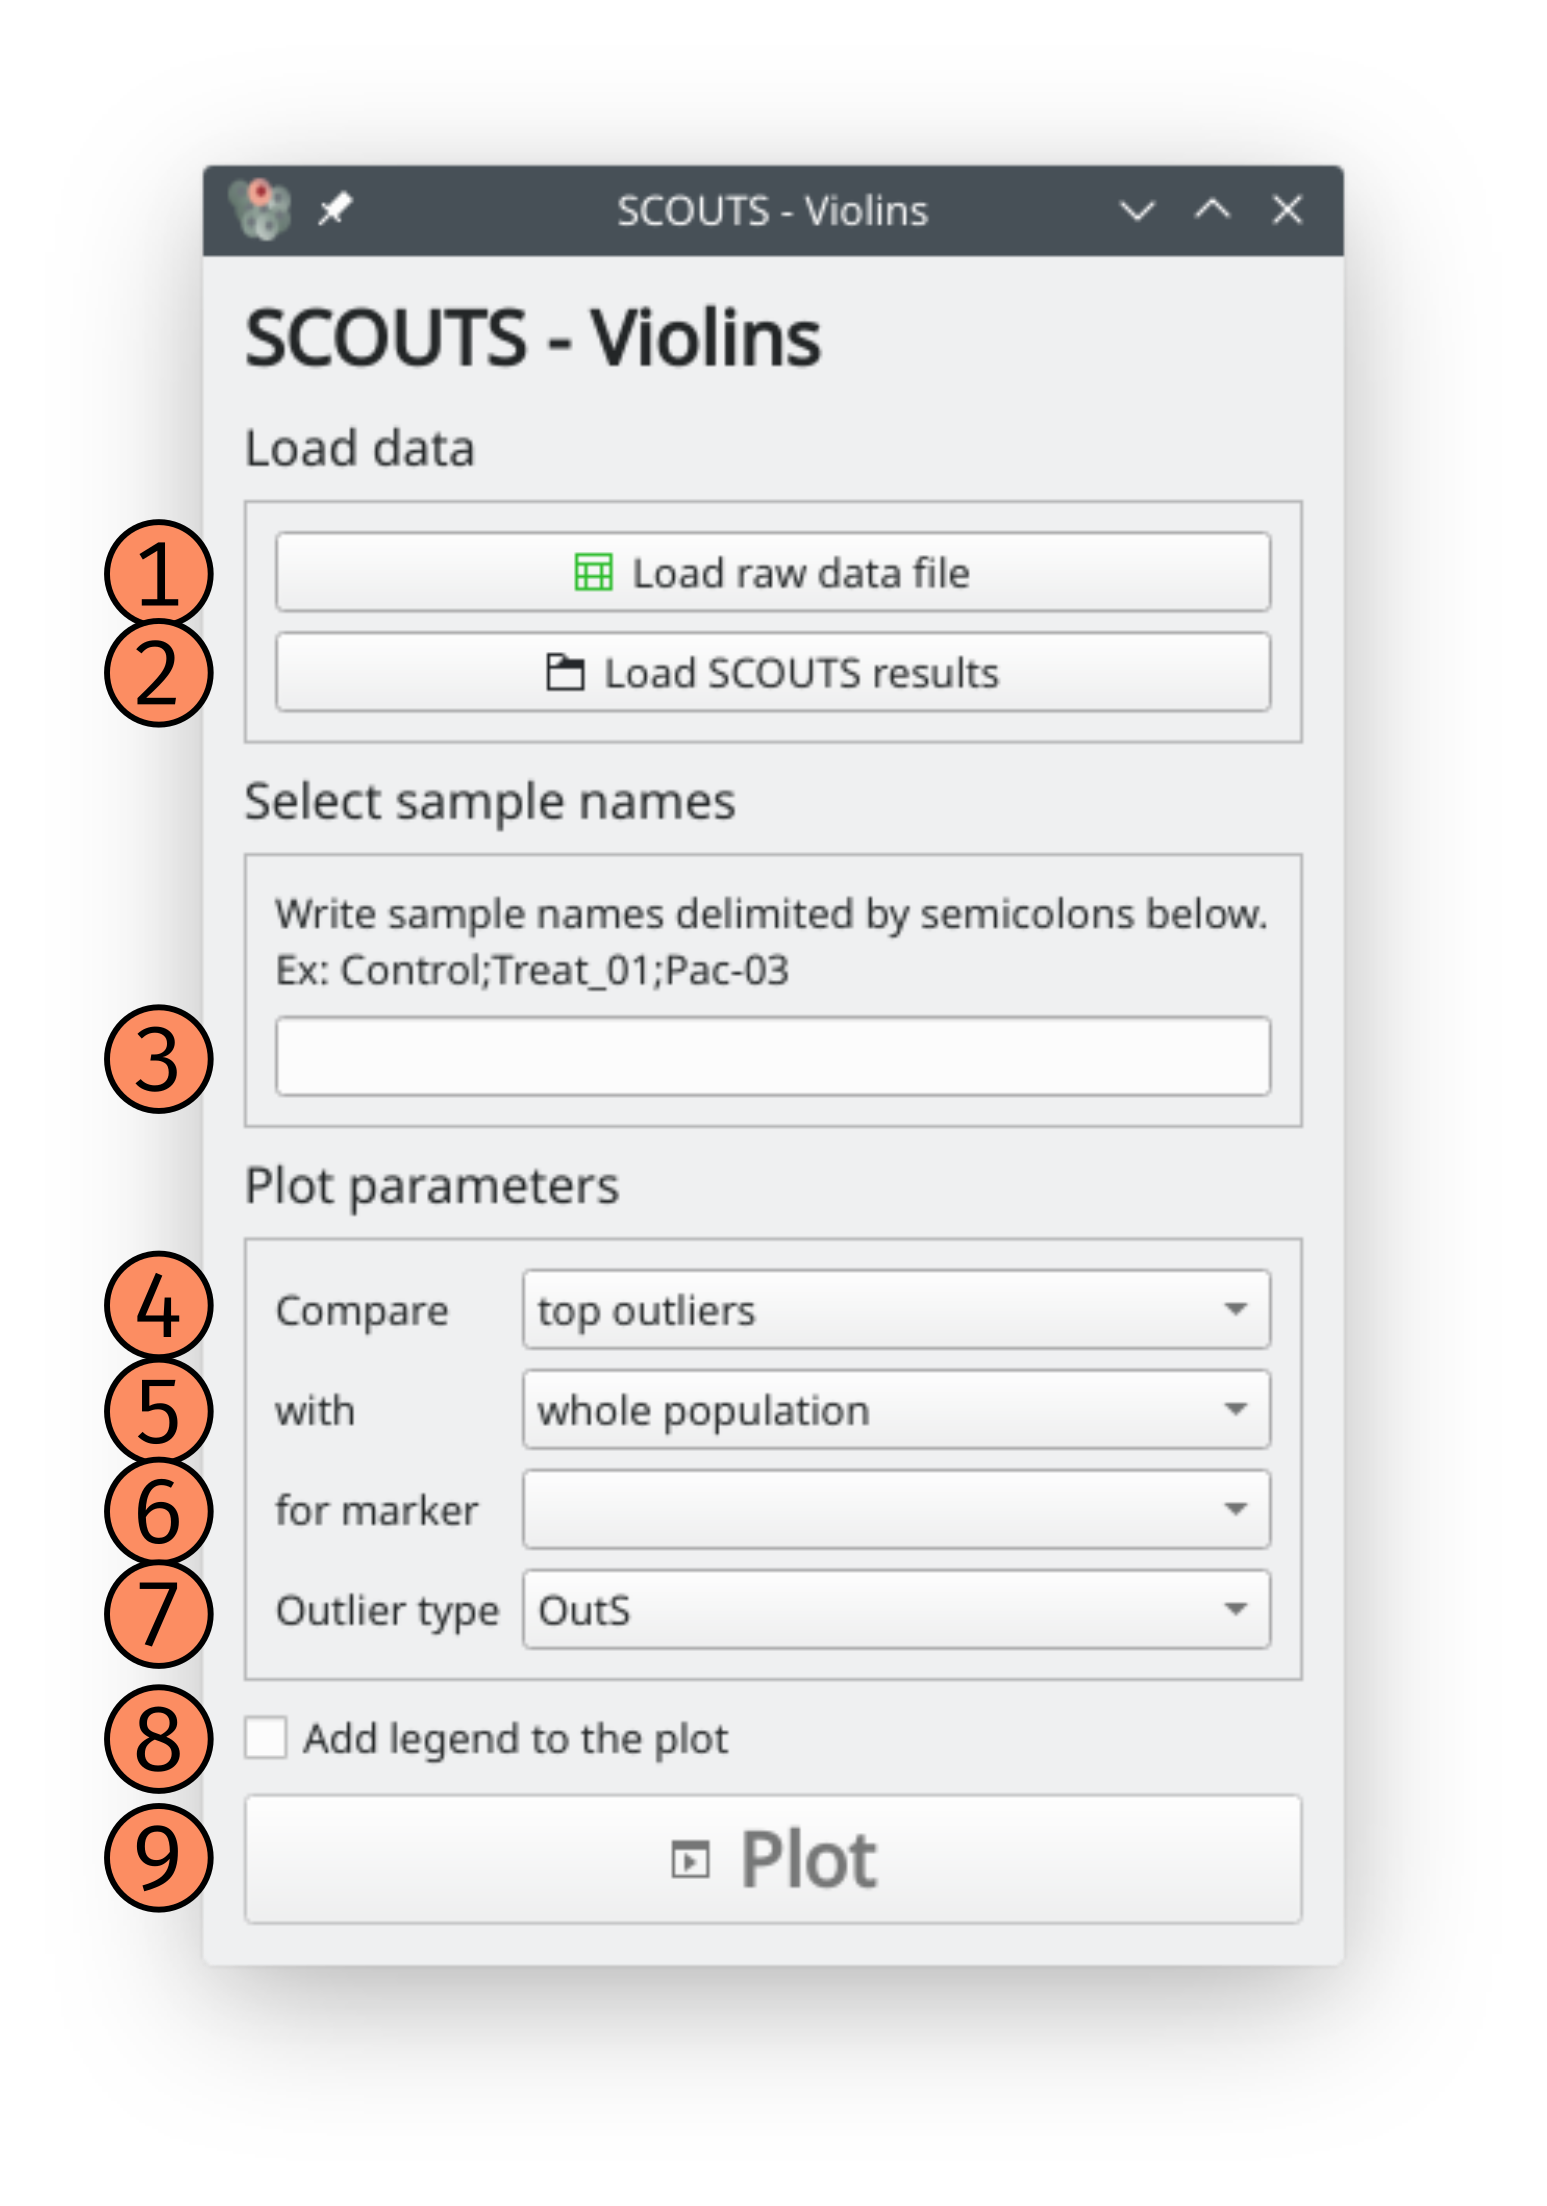 SCOUTS - Violins
SCOUTS - Violins
Load data
1 Load raw data file
2 Load SCOUTS results
Select sample names
Write sample names delimited by semicolons below.
Ex: Control;Treat_01;Pac-03
3
Plot parameters
4 Compare top outliers
5 with whole population
6 for marker
7 Outlier type OutS
8 Add legend to the plot
9 Plot